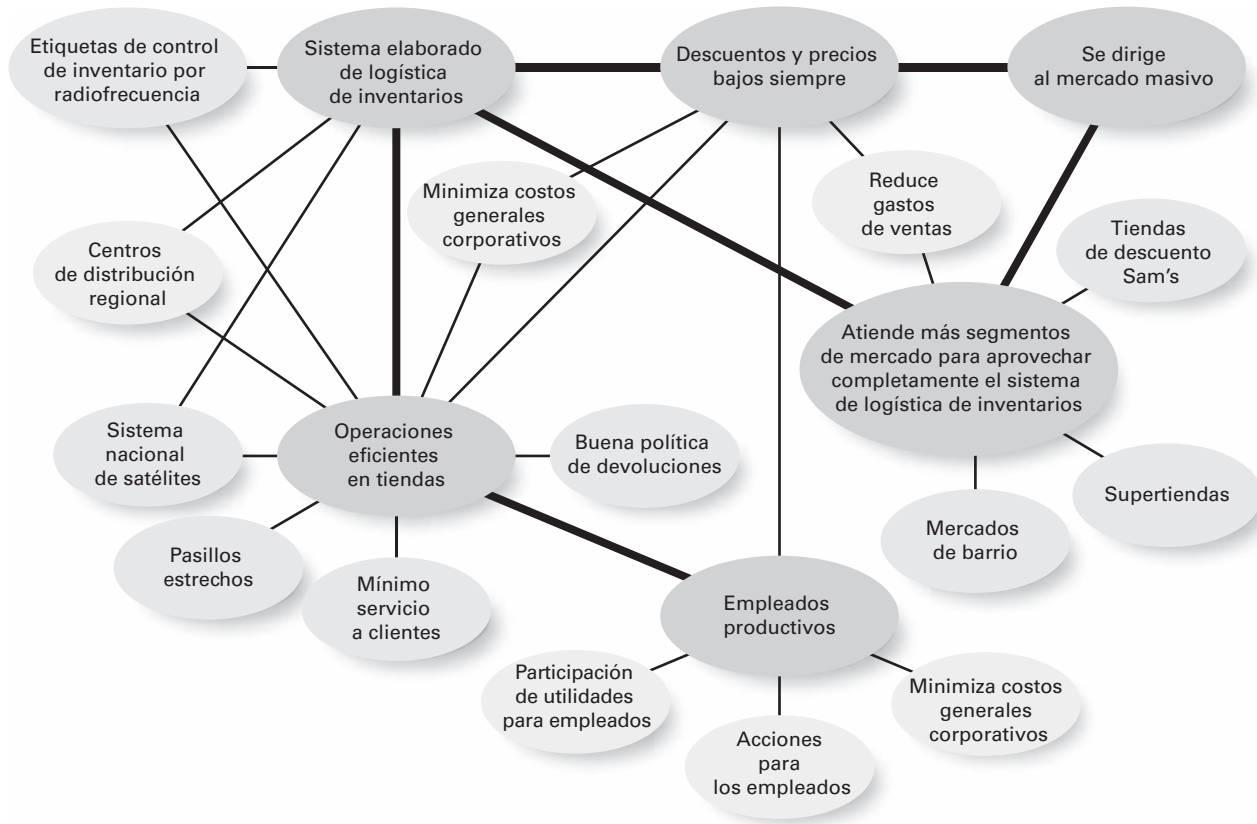 Etiquetas de control
de inventario por
radiofrecuencia
Sistema elaborado
de logística
de inventarios
Descuentos y precios
bajos siempre
Se dirige
al mercado masivo
Minimiza costos
generales
corporativos
Reduce
gastos
de ventas
Tiendas
de descuento
Sam's
Centros
de distribución
regional
Atiende más segmentos
de mercado para aprovechar
completamente el sistema
de logística de inventarios
Sistema
nacional
de satélites
Operaciones
eficientes
en tiendas
Buena política
de devoluciones
Supertiendas
Mercados
de barrio
Pasillos
estrechos
Mínimo
servicio
a clientes
Empleados
productivos
Participación
de utilidades
para empleados
Acciones
para
los empleados
Minimiza costos
generales
corporativos